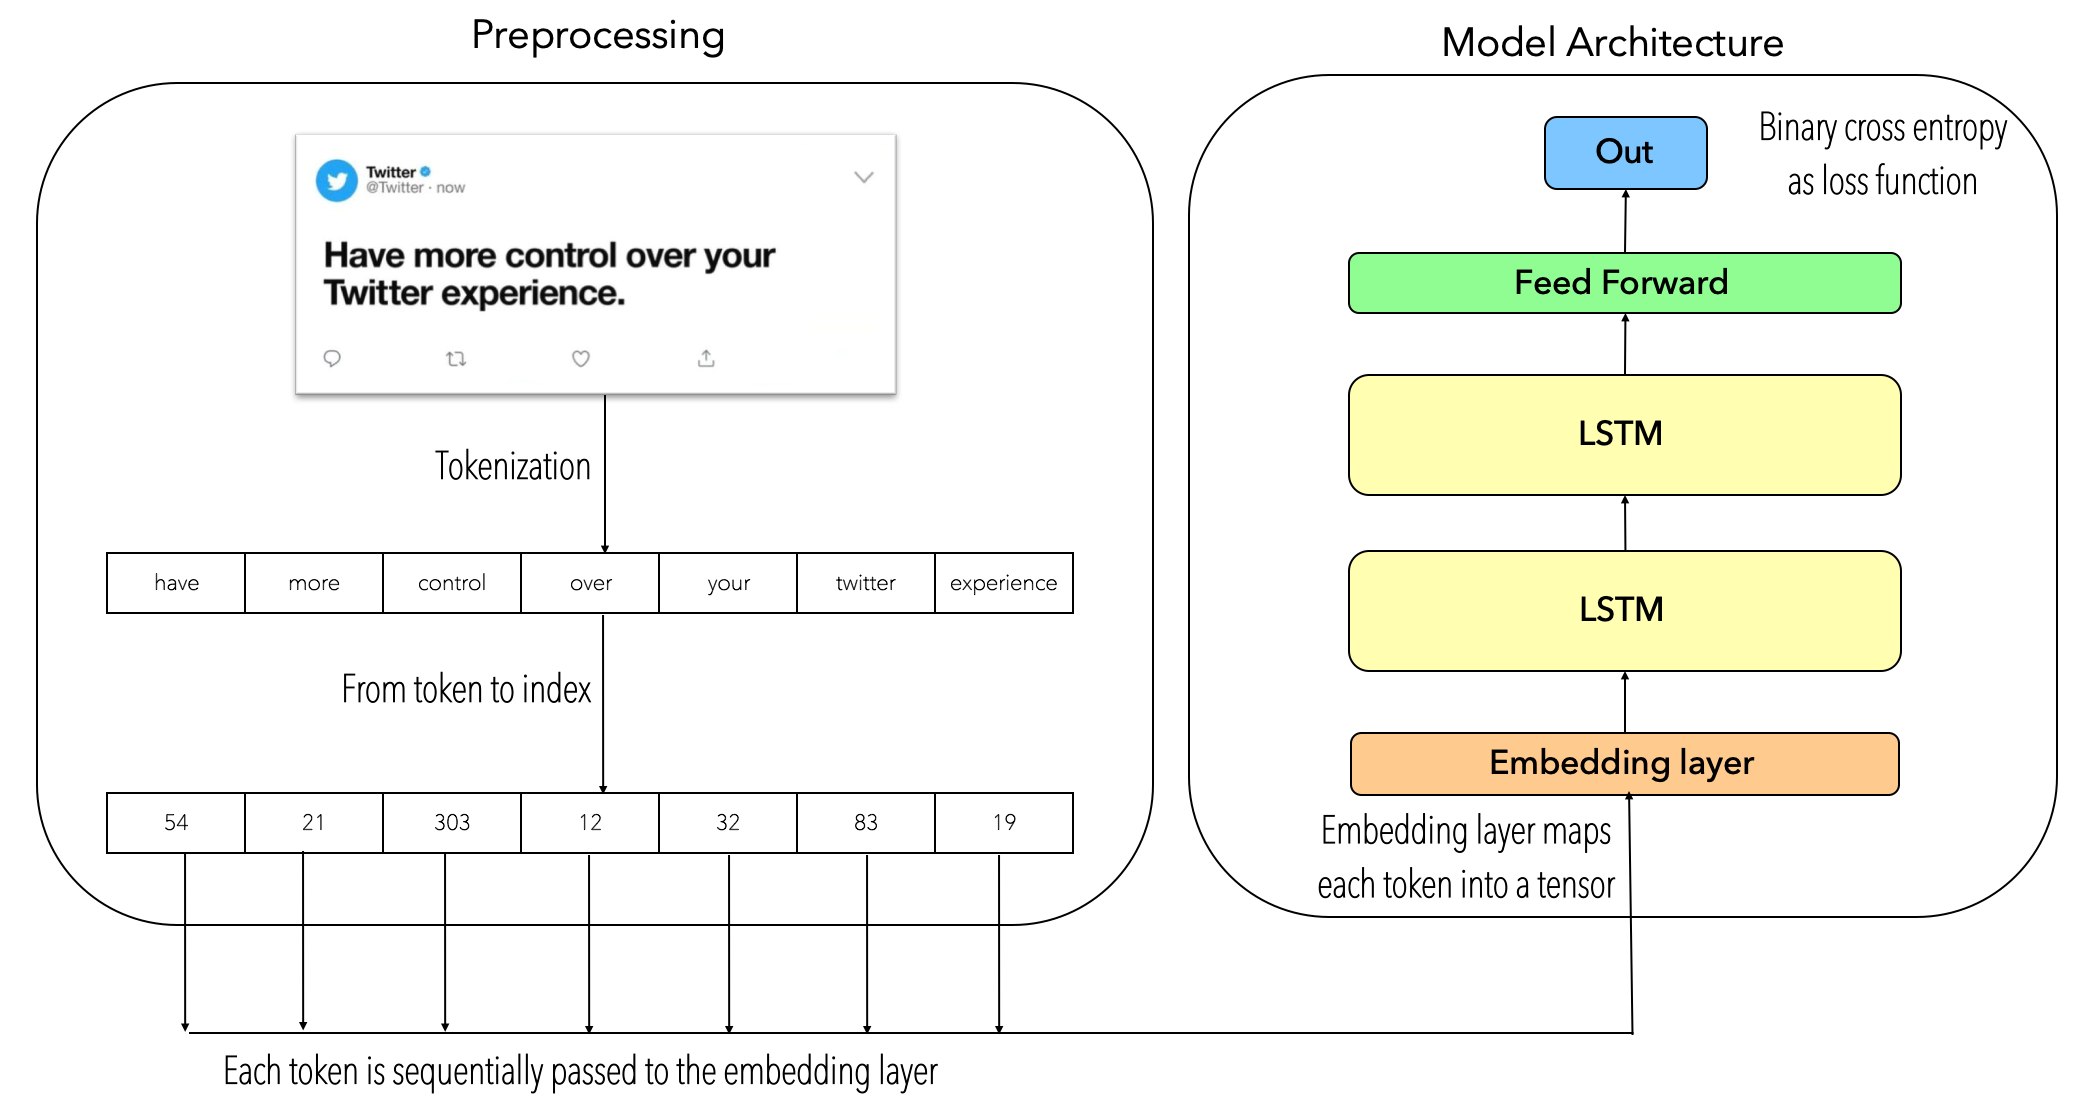 Preprocessing
Twitter
@Twitter · now
Have more control over your
Twitter experience.
Tokenization
have more control over your twitter experience
From token to index
54 21 303 12 32 83 19
Each token is sequentially passed to the embedding layer
Model Architecture
Out
Binary cross entropy
as loss function
Feed Forward
LSTM
LSTM
Embedding layer
Embedding layer maps
each token into a tensor